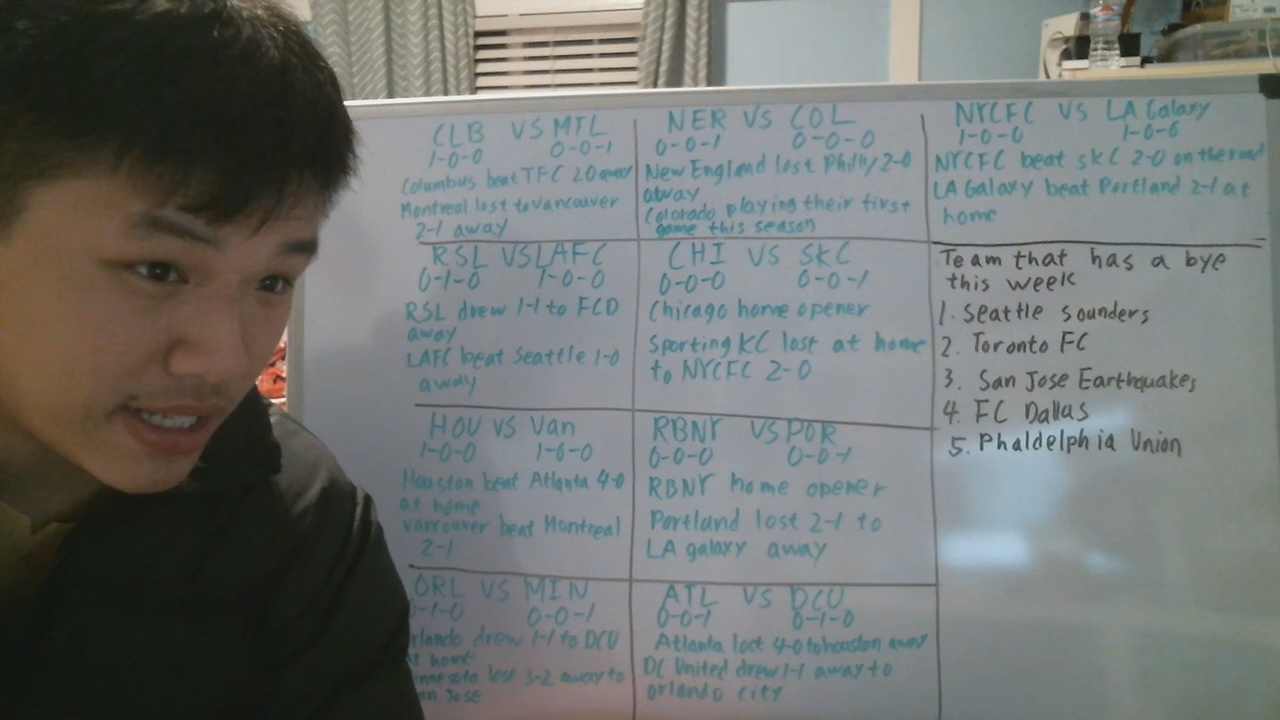 CLB VS MTL
1-0-0 0-0-1
Columbus beat TFC 2-0 away
Montreal lost to Vancouver
2-1 away
NER VS COL
0-0-1 0-0-0
New England lost Philly 2-0
away
Colorado playing their first
game this season
NYCFC VS LA Galaxy
1-0-0 1-0-0
NYCFC beat SKC 2-0 on the road
LA Galaxy beat Portland 2-1 at
home
RSL VS LAFC
0-1-0 1-0-0
RSL drew 1-1 to FCD
away
LAFC beat Seattle 1-0
away
CHI VS SKC
0-0-0 0-0-1
Chicago home opener
Sporting KC lost at home
to NYCFC 2-0
Team that has a bye
this week
1. Seattle sounders
2. Toronto FC
3. San Jose Earthquakes
4. FC Dallas
5. Phaldelphia Union
HOU VS Van
1-0-0 1-0-0
Houston beat Atlanta 4-0
at home
Vancouver beat Montreal
2-1
RBNY VS POR
0-0-0 0-0-1
RBNY home opener
Portland lost 2-1 to
LA galaxy away
ORL VS MIN
0-1-0 0-0-1
rlando drew 1-1 to DCU
at home
innesota lost 3-2 away to
an Jose
ATL VS DCU
0-0-1 0-1-0
Atlanta lost 4-0 to houston away
DC United drew 1-1 away to
orlando city